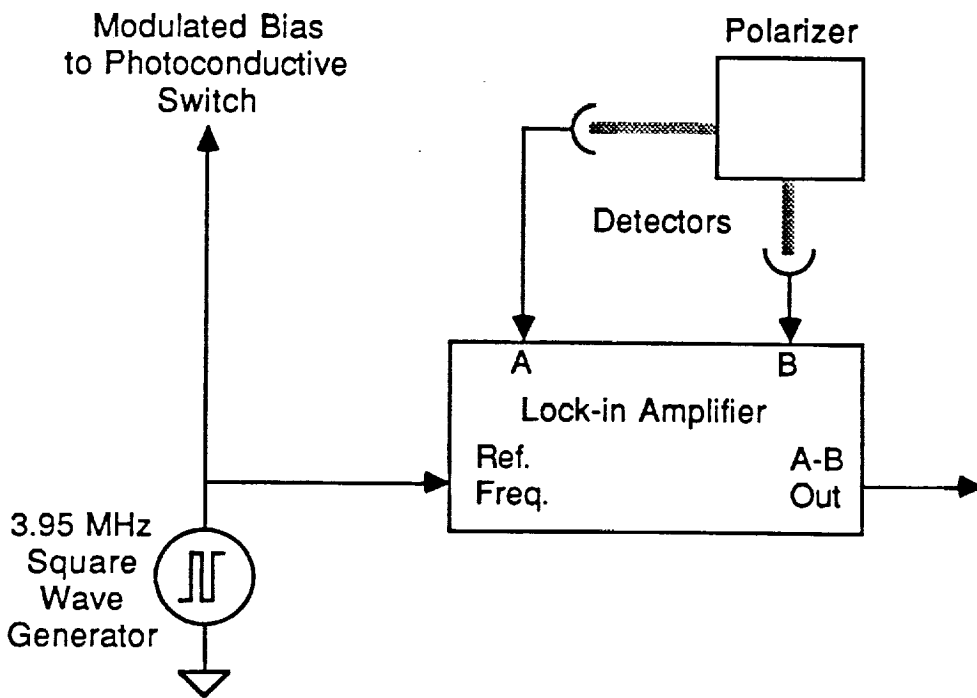 Modulated Bias
to Photoconductive
Switch
Polarizer
Detectors
A
B
Lock-in Amplifier
Ref.
Freq.
A-B
Out
3.95 MHz
Square
Wave
Generator